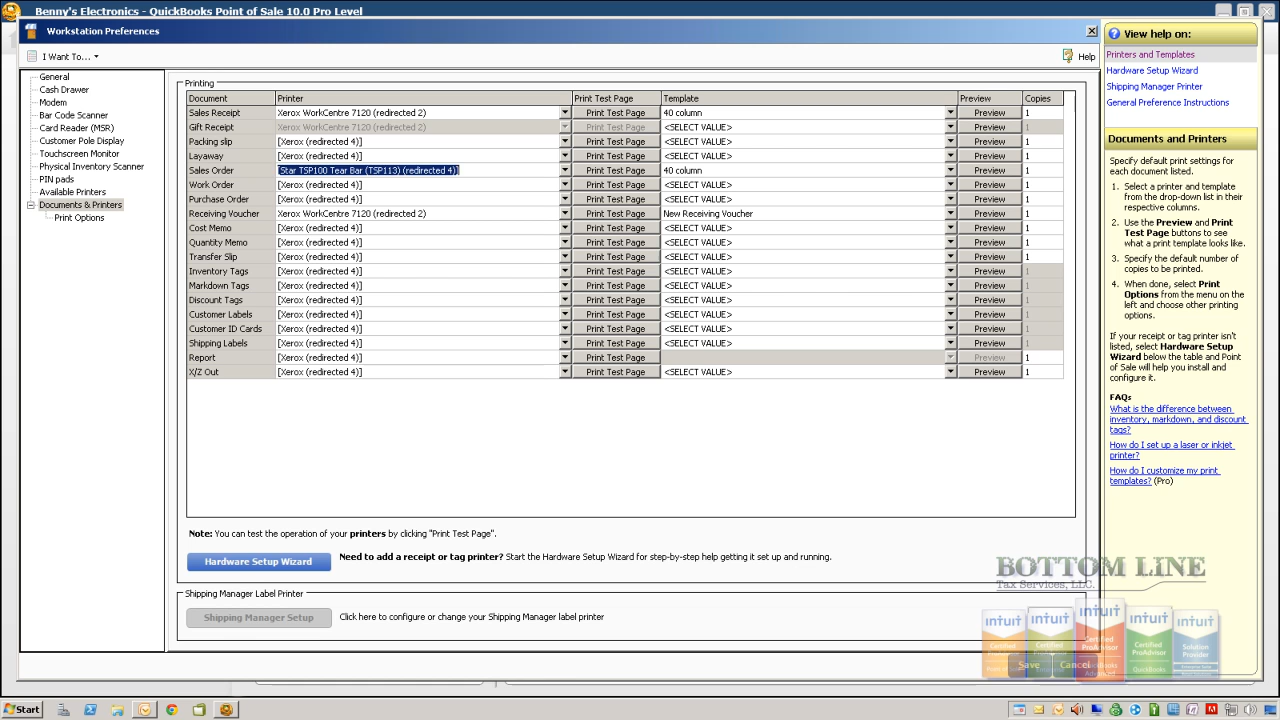 Benny's Electronics - QuickBooks Point of Sale 10.0 Pro Level
Workstation Preferences
I Want To...
Help
General
Cash Drawer
Modem
Bar Code Scanner
Card Reader (MSR)
Customer Pole Display
Touchscreen Monitor
Physical Inventory Scanner
PIN pads
Available Printers
Documents & Printers
Print Options
Printing
Document Printer Print Test Page Template Preview Copies
Sales Receipt Xerox WorkCentre 7120 (redirected 2) Print Test Page 40 column Preview 1
Gift Receipt Xerox WorkCentre 7120 (redirected 2) Print Test Page <SELECT VALUE> Preview 1
Packing slip [Xerox (redirected 4)] Print Test Page <SELECT VALUE> Preview 1
Layaway [Xerox (redirected 4)] Print Test Page <SELECT VALUE> Preview 1
Sales Order [Star TSP100 Tear Bar (TSP113) (redirected 4)] Print Test Page 40 column Preview 1
Work Order [Xerox (redirected 4)] Print Test Page <SELECT VALUE> Preview 1
Purchase Order [Xerox (redirected 4)] Print Test Page <SELECT VALUE> Preview 1
Receiving Voucher Xerox WorkCentre 7120 (redirected 2) Print Test Page New Receiving Voucher Preview 1
Cost Memo [Xerox (redirected 4)] Print Test Page <SELECT VALUE> Preview 1
Quantity Memo [Xerox (redirected 4)] Print Test Page <SELECT VALUE> Preview 1
Transfer Slip [Xerox (redirected 4)] Print Test Page <SELECT VALUE> Preview 1
Inventory Tags [Xerox (redirected 4)] Print Test Page <SELECT VALUE> Preview 1
Markdown Tags [Xerox (redirected 4)] Print Test Page <SELECT VALUE> Preview 1
Discount Tags [Xerox (redirected 4)] Print Test Page <SELECT VALUE> Preview 1
Customer Labels [Xerox (redirected 4)] Print Test Page <SELECT VALUE> Preview 1
Customer ID Cards [Xerox (redirected 4)] Print Test Page <SELECT VALUE> Preview 1
Shipping Labels [Xerox (redirected 4)] Print Test Page <SELECT VALUE> Preview 1
Report [Xerox (redirected 4)] Print Test Page Preview 1
X/Z Out [Xerox (redirected 4)] Print Test Page <SELECT VALUE> Preview 1
Note: You can test the operation of your printers by clicking "Print Test Page".
Hardware Setup Wizard
Need to add a receipt or tag printer? Start the Hardware Setup Wizard for step-by-step help getting it set up and running.
Shipping Manager Label Printer
Shipping Manager Setup
Click here to configure or change your Shipping Manager label printer
View help on:
Printers and Templates
Hardware Setup Wizard
Shipping Manager Printer
General Preference Instructions
Documents and Printers
Specify default print settings for
each document listed.
1. Select a printer and template
from the drop-down list in their
respective columns.
2. Use the Preview and Print
Test Page buttons to see
what a print template looks like.
3. Specify the default number of
copies to be printed.
4. When done, select Print
Options from the menu on the
left and choose other printing
options.
If your receipt or tag printer isn't
listed, select Hardware Setup
Wizard below the table and Point
of Sale will help you install and
configure it.
FAQs
What is the difference between
inventory, markdown, and discount
tags?
How do I set up a laser or inkjet
printer?
How do I customize my print
templates? (Pro)
BOTTOM LINE
Tax Services, LLC.
intuit intuit intuit intuit intuit
Certified ProAdvisor
Certified ProAdvisor
Certified ProAdvisor
Certified ProAdvisor QuickBooks
Solution Provider
Save Cancel
Start